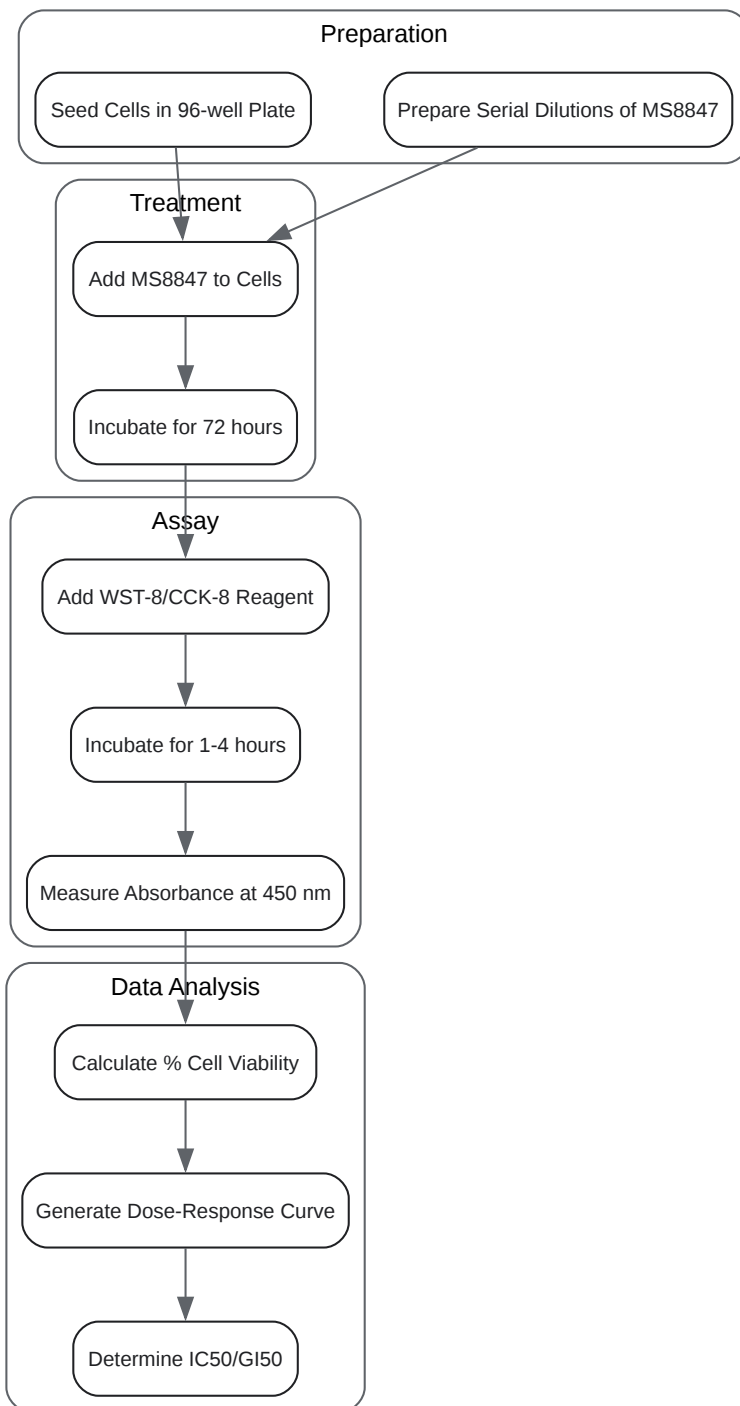 Preparation
Seed Cells in 96-well Plate
Prepare Serial Dilutions of MS8847
Treatment
Add MS8847 to Cells
Incubate for 72 hours
Assay
Add WST-8/CCK-8 Reagent
Incubate for 1-4 hours
Measure Absorbance at 450 nm
Data Analysis
Calculate % Cell Viability
Generate Dose-Response Curve
Determine IC50/GI50